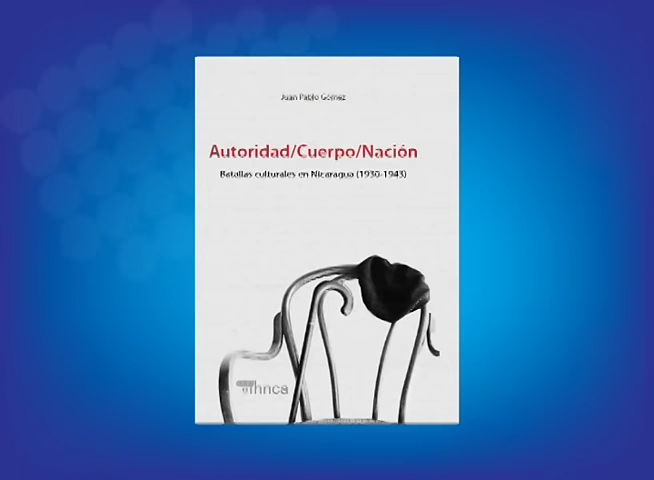 Juan Pablo Gómez
Autoridad/Cuerpo/Nación
Batallas culturales en Nicaragua (1930-1943)
ihnca